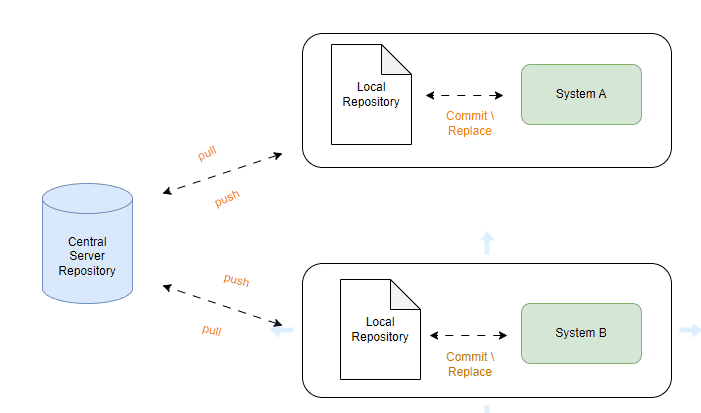 Local
Repository
System A
Commit \
Replace
pull
push
Central
Server
Repository
push
pull
Local
Repository
System B
Commit \
Replace